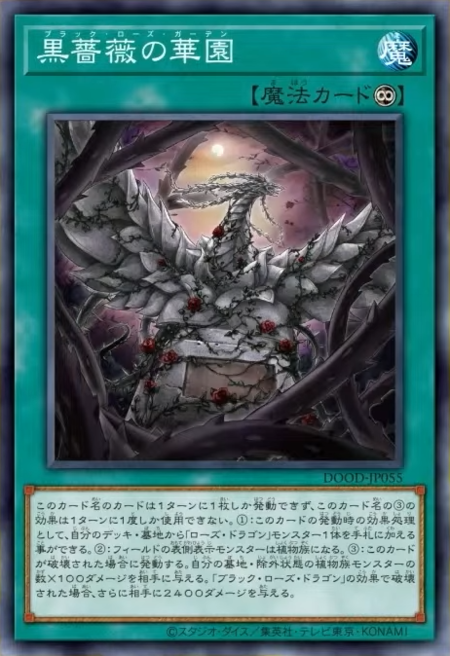 ブラック・ローズ・ガーデン
黒薔薇の華園
魔
【魔法カード】
DOOD-JP055
このカード名のカードは1ターンに1枚しか発動できず、このカード名の③の
効果は1ターンに1度しか使用できない。①:このカードの発動時の効果処理
として、自分のデッキ・墓地から「ローズ・ドラゴン」モンスター1体を手札に加える
事ができる。②:フィールドの表側表示モンスターは植物族になる。③:このカード
が破壊された場合に発動する。自分の墓地・除外状態の植物族モンスターの
数×100ダメージを相手に与える。「ブラック・ローズ・ドラゴン」の効果で破壊
された場合、さらに相手に2400ダメージを与える。
©スタジオ・ダイス/集英社・テレビ東京・KONAMI